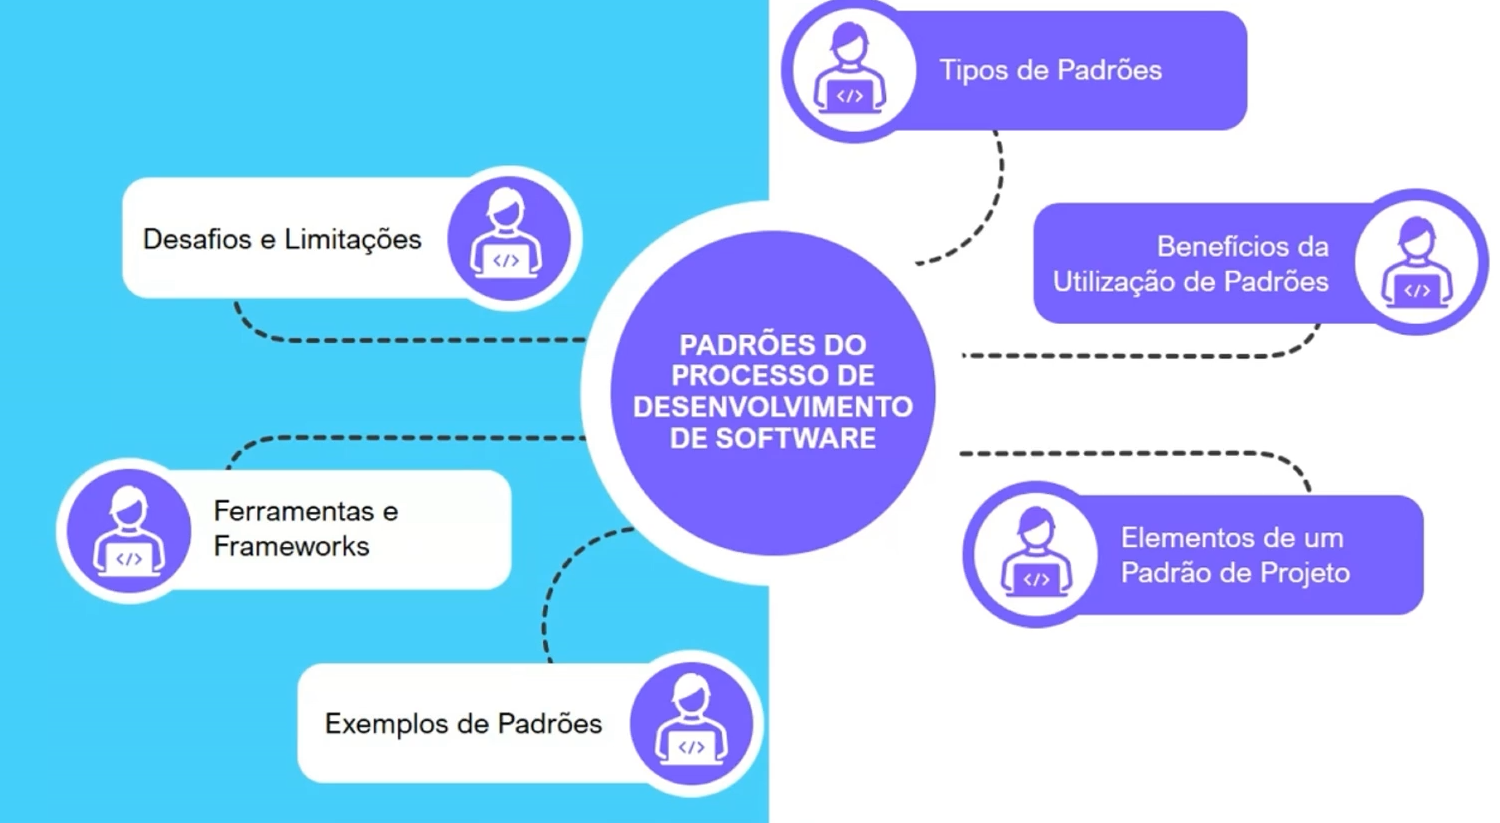 Tipos de Padrões
Benefícios da
Utilização de Padrões
Desafios e Limitações
PADRÕES DO
PROCESSO DE
DESENVOLVIMENTO
DE SOFTWARE
Ferramentas e
Frameworks
Elementos de um
Padrão de Projeto
Exemplos de Padrões